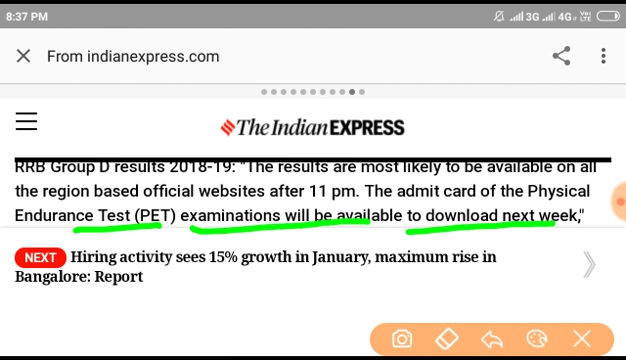 8:37 PM 3G 4G VoLTE
From indianexpress.com
The Indian EXPRESS
RRB Group D results 2018-19: "The results are most likely to be available on all
the region based official websites after 11 pm. The admit card of the Physical
Endurance Test (PET) examinations will be available to download next week,"
NEXT Hiring activity sees 15% growth in January, maximum rise in
Bangalore: Report